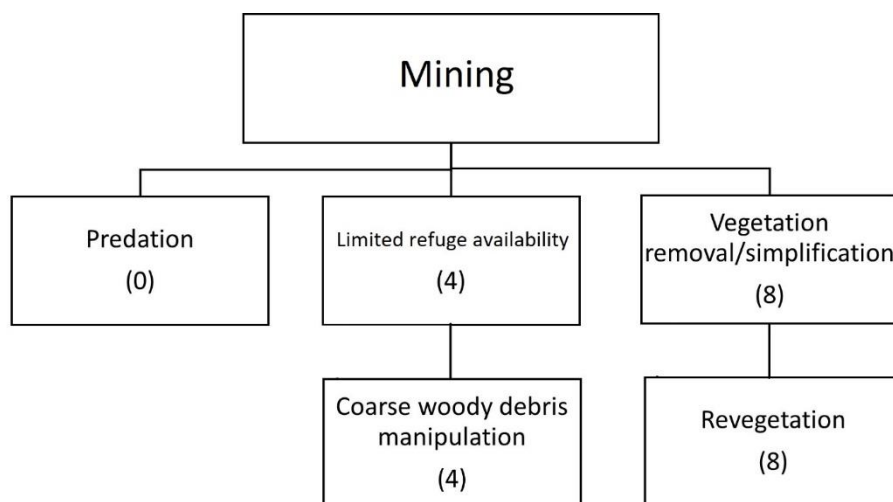 Mining
Predation
(0)
Limited refuge availability
(4)
Vegetation
removal/simplification
(8)
Coarse woody debris
manipulation
(4)
Revegetation
(8)